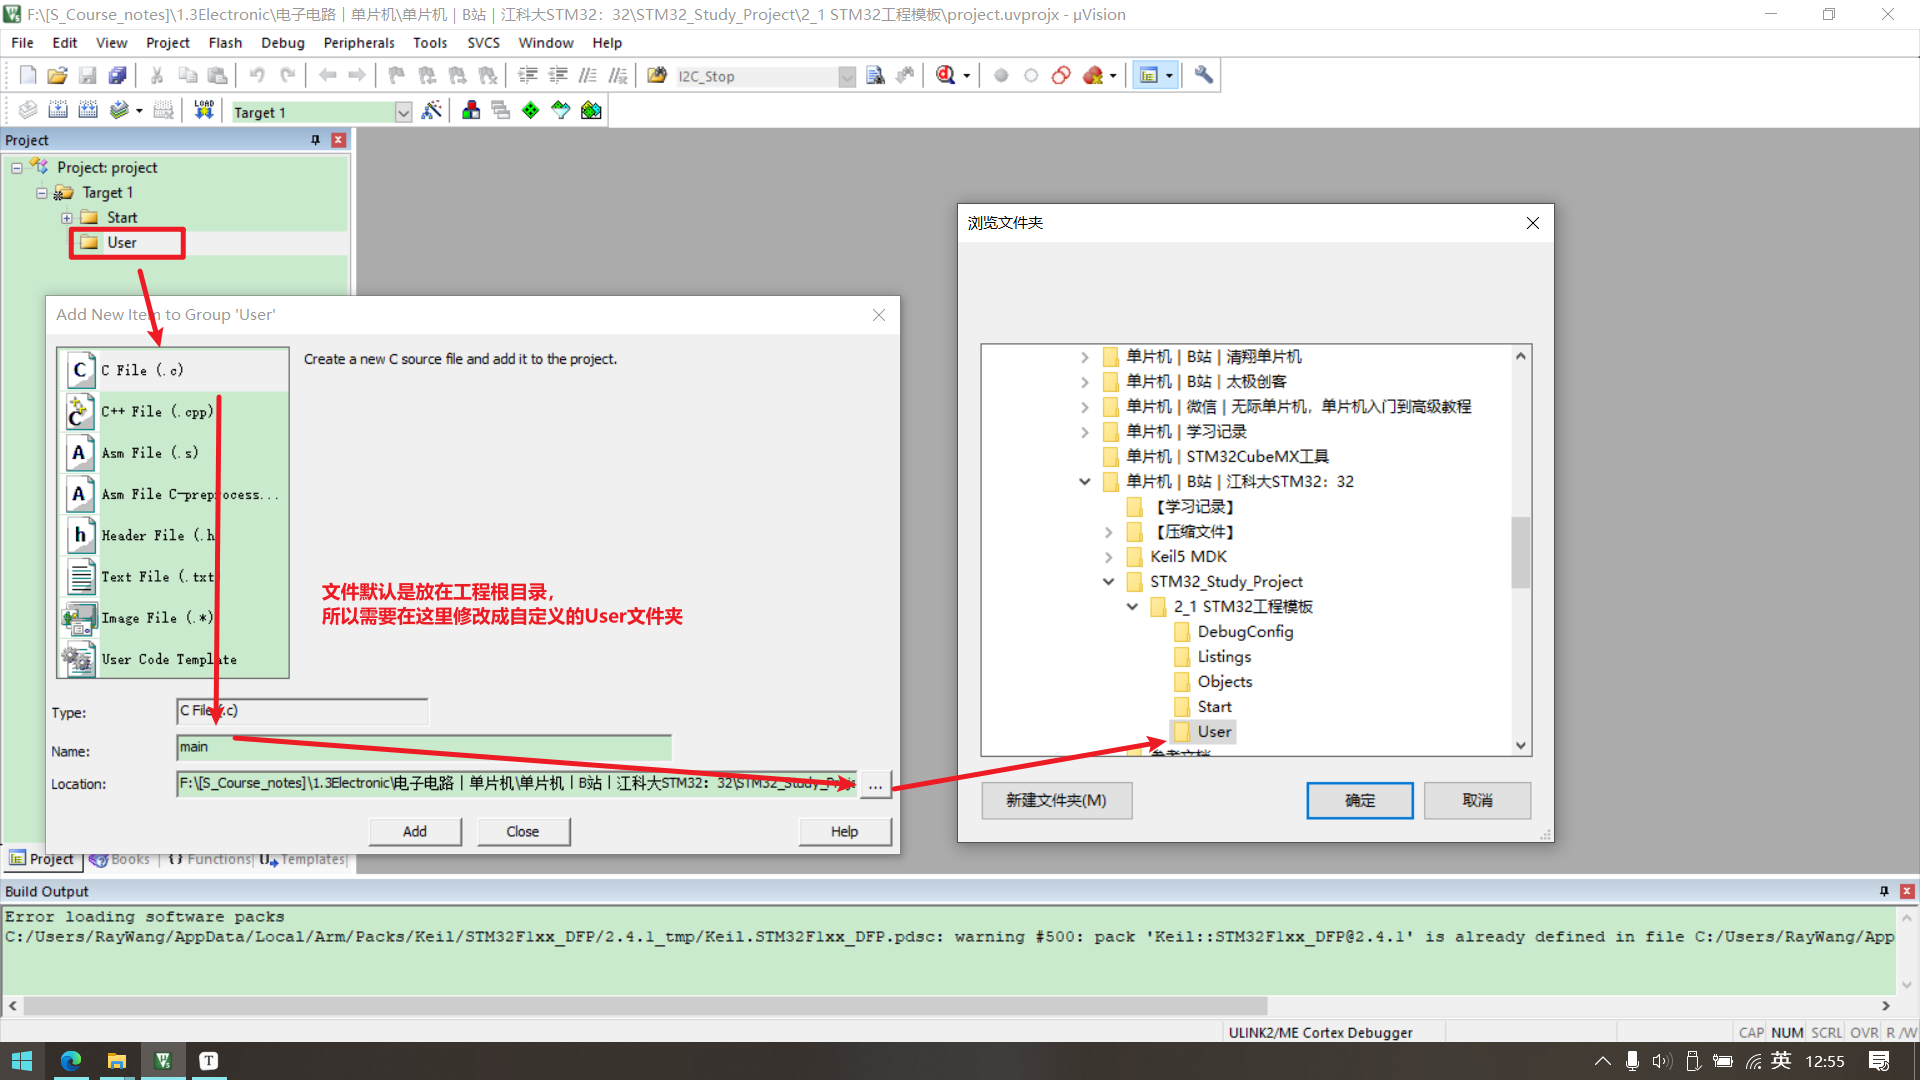 F:\[S_Course_notes]\1.3Electronic\电子电路 | 单片机\单片机 | B站 | 江科大STM32：32\STM32_Study_Project\2_1 STM32工程模板\project.uvprojx - µVision
File Edit View Project Flash Debug Peripherals Tools SVCS Window Help
I2C_Stop
LOAD
Target 1
Project
Project: project
Target 1
Start
User
Add New Item to Group 'User'
C File (.c)
C++ File (.cpp)
Asm File (.s)
Asm File C-preprocess...
Header File (.h
Text File (.txt
Image File (.*)
User Code Template
Create a new C source file and add it to the project.
文件默认是放在工程根目录，
所以需要在这里修改成自定义的User文件夹
Type:
C File (.c)
Name:
main
Location:
F:\[S_Course_notes]\1.3Electronic\电子电路 | 单片机\单片机 | B站 | 江科大STM32：32\STM32_Study_Proje
...
Add
Close
Help
浏览文件夹
单片机 | B站 | 清翔单片机
单片机 | B站 | 太极创客
单片机 | 微信 | 无际单片机，单片机入门到高级教程
单片机 | 学习记录
单片机 | STM32CubeMX工具
单片机 | B站 | 江科大STM32：32
【学习记录】
【压缩文件】
Keil5 MDK
STM32_Study_Project
2_1 STM32工程模板
DebugConfig
Listings
Objects
Start
User
参考文档
新建文件夹(M)
确定
取消
Project
Books
{} Functions
Templates
Build Output
Error loading software packs
C:/Users/RayWang/AppData/Local/Arm/Packs/Keil/STM32F1xx_DFP/2.4.1_tmp/Keil.STM32F1xx_DFP.pdsc: warning #500: pack 'Keil::STM32F1xx_DFP@2.4.1' is already defined in file C:/Users/RayWang/App
ULINK2/ME Cortex Debugger
CAP NUM SCRL OVR R/W
英
12:55